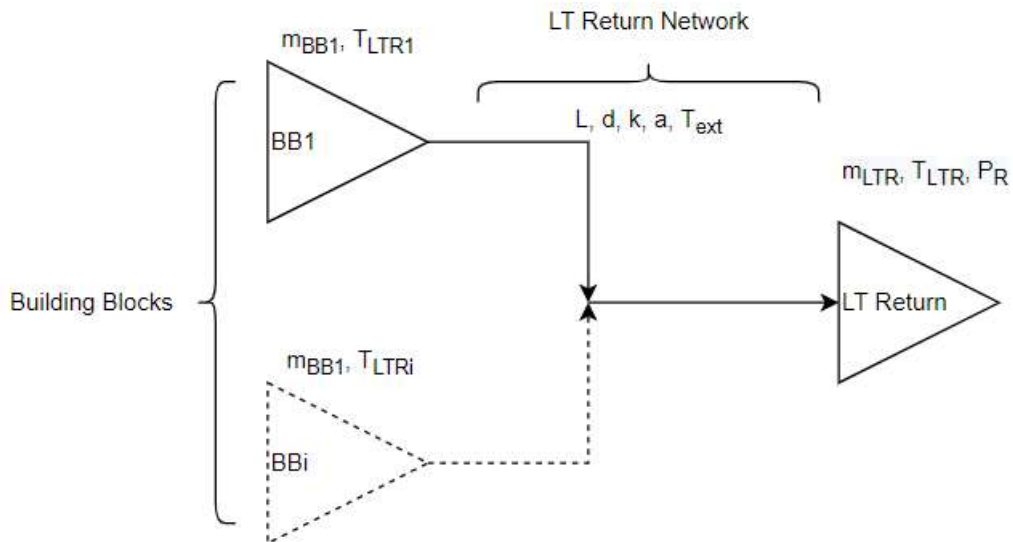 LT Return Network
m_BB1, T_LTR1
L, d, k, a, T_ext
BB1
m_LTR, T_LTR, P_R
Building Blocks
LT Return
m_BB1, T_LTRi
BBi